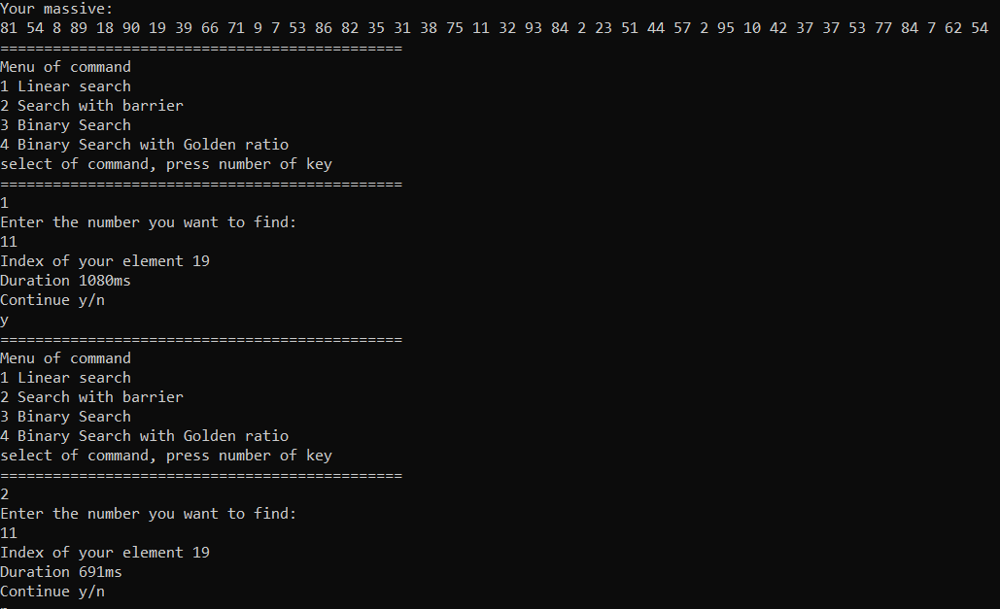 Your massive:
81 54 8 89 18 90 19 39 66 71 9 7 53 86 82 35 31 38 75 11 32 93 84 2 23 51 44 57 2 95 10 42 37 37 53 77 84 7 62 54
==============================================
Menu of command
1 Linear search
2 Search with barrier
3 Binary Search
4 Binary Search with Golden ratio
select of command, press number of key
==============================================
1
Enter the number you want to find:
11
Index of your element 19
Duration 1080ms
Continue y/n
y
==============================================
Menu of command
1 Linear search
2 Search with barrier
3 Binary Search
4 Binary Search with Golden ratio
select of command, press number of key
==============================================
2
Enter the number you want to find:
11
Index of your element 19
Duration 691ms
Continue y/n